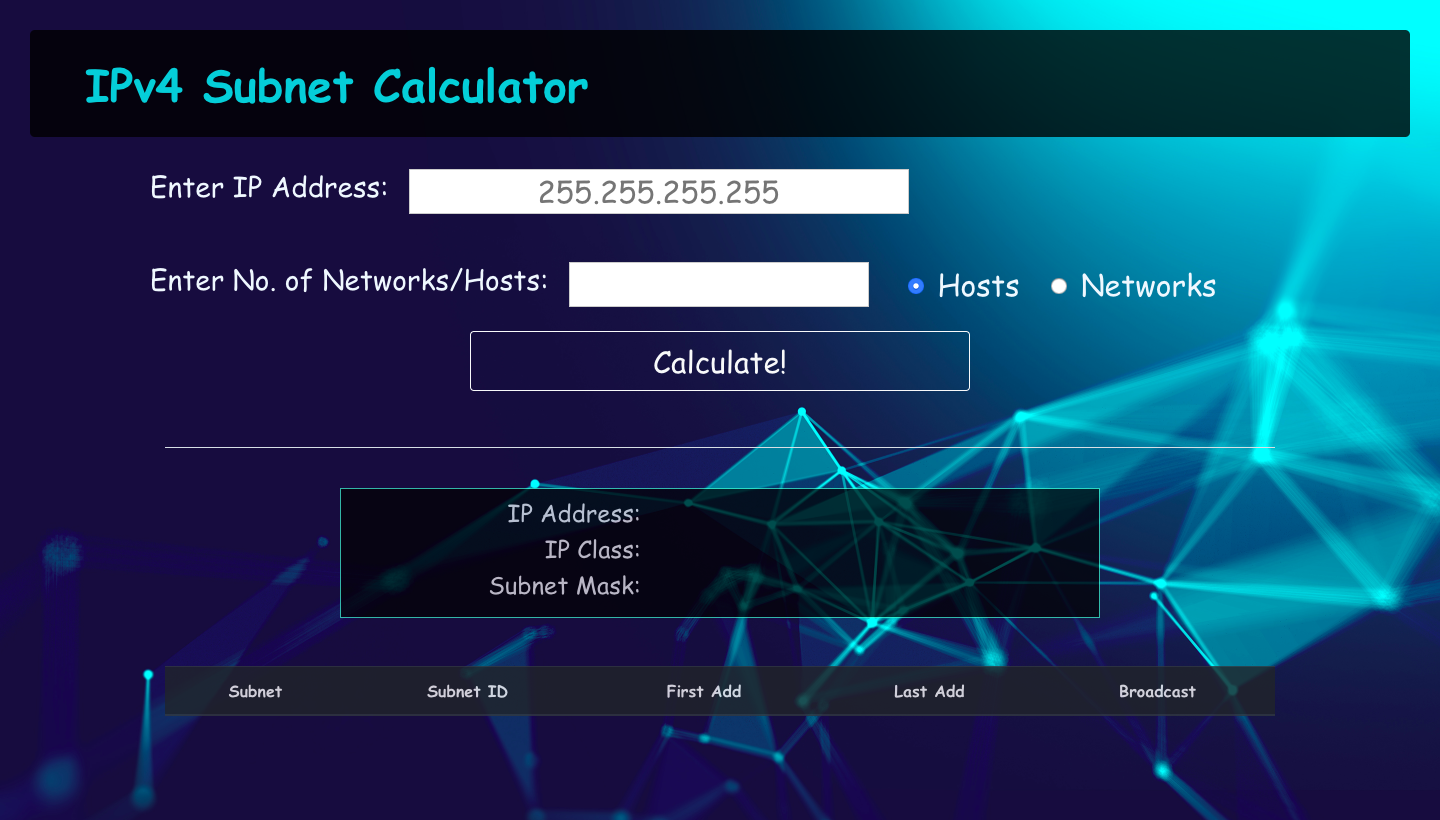 IPv4 Subnet Calculator
Enter IP Address: 255.255.255.255
Enter No. of Networks/Hosts: Hosts Networks
Calculate!
IP Address:
IP Class:
Subnet Mask:
Subnet Subnet ID First Add Last Add Broadcast